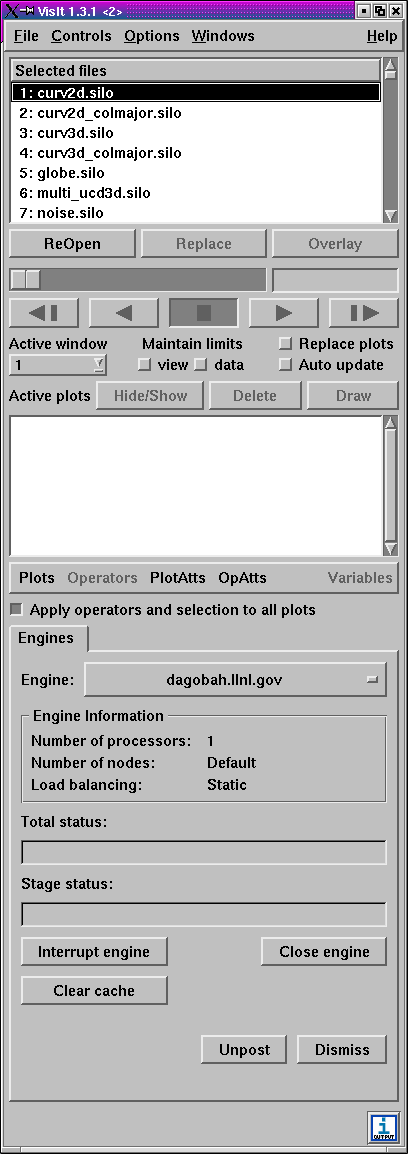 VisIt 1.3.1 <2>
File Controls Options Windows Help
Selected files
1: curv2d.silo
2: curv2d_colmajor.silo
3: curv3d.silo
4: curv3d_colmajor.silo
5: globe.silo
6: multi_ucd3d.silo
7: noise.silo
ReOpen Replace Overlay
Active window Maintain limits Replace plots
1 view data Auto update
Active plots Hide/Show Delete Draw
Plots Operators PlotAtts OpAtts Variables
Apply operators and selection to all plots
Engines
Engine: dagobah.llnl.gov
Engine Information
Number of processors: 1
Number of nodes: Default
Load balancing: Static
Total status:
Stage status:
Interrupt engine Close engine
Clear cache
Unpost Dismiss
i
OUTPUT